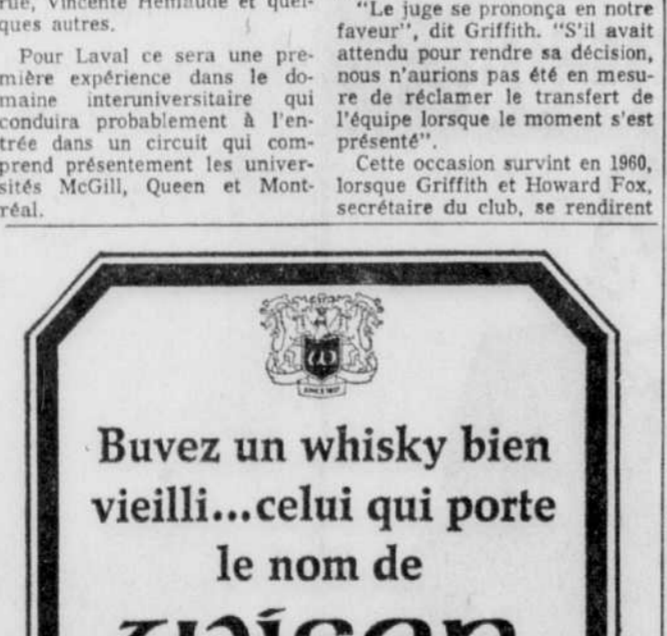 rue, Vincente Hémaude et quel-
ques autres.
Pour Laval ce sera une pre-
mière expérience dans le do-
maine interuniversitaire qui
conduira probablement à l'en-
trée dans un circuit qui com-
prend présentement les univer-
sités McGill, Queen et Mont-
réal.
"Le juge se prononça en notre
faveur", dit Griffith. "S'il avait
attendu pour rendre sa décision,
nous n'aurions pas été en mesu-
re de réclamer le transfert de
l'équipe lorsque le moment s'est
présenté".
Cette occasion survint en 1960,
lorsque Griffith et Howard Fox,
secrétaire du club, se rendirent
Buvez un whisky bien
vieilli...celui qui porte
le nom de